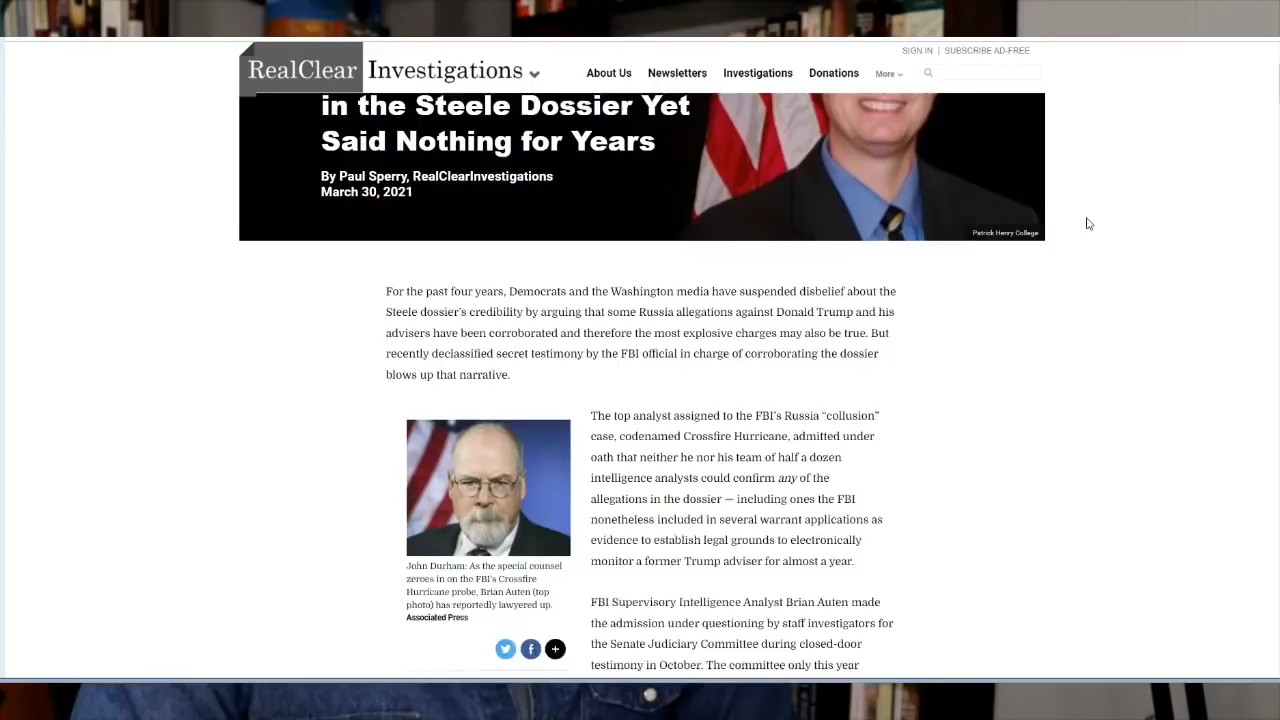 SIGN IN | SUBSCRIBE AD-FREE
RealClear Investigations
About Us Newsletters Investigations Donations More
in the Steele Dossier Yet
Said Nothing for Years
By Paul Sperry, RealClearInvestigations
March 30, 2021
Patrick Henry College
For the past four years, Democrats and the Washington media have suspended disbelief about the
Steele dossier’s credibility by arguing that some Russia allegations against Donald Trump and his
advisers have been corroborated and therefore the most explosive charges may also be true. But
recently declassified secret testimony by the FBI official in charge of corroborating the dossier
blows up that narrative.
The top analyst assigned to the FBI’s Russia “collusion”
case, codenamed Crossfire Hurricane, admitted under
oath that neither he nor his team of half a dozen
intelligence analysts could confirm any of the
allegations in the dossier — including ones the FBI
nonetheless included in several warrant applications as
evidence to establish legal grounds to electronically
monitor a former Trump adviser for almost a year.
John Durham: As the special counsel
zeroes in on the FBI’s Crossfire
Hurricane probe, Brian Auten (top
photo) has reportedly lawyered up.
Associated Press
FBI Supervisory Intelligence Analyst Brian Auten made
the admission under questioning by staff investigators for
the Senate Judiciary Committee during closed-door
testimony in October. The committee only this year